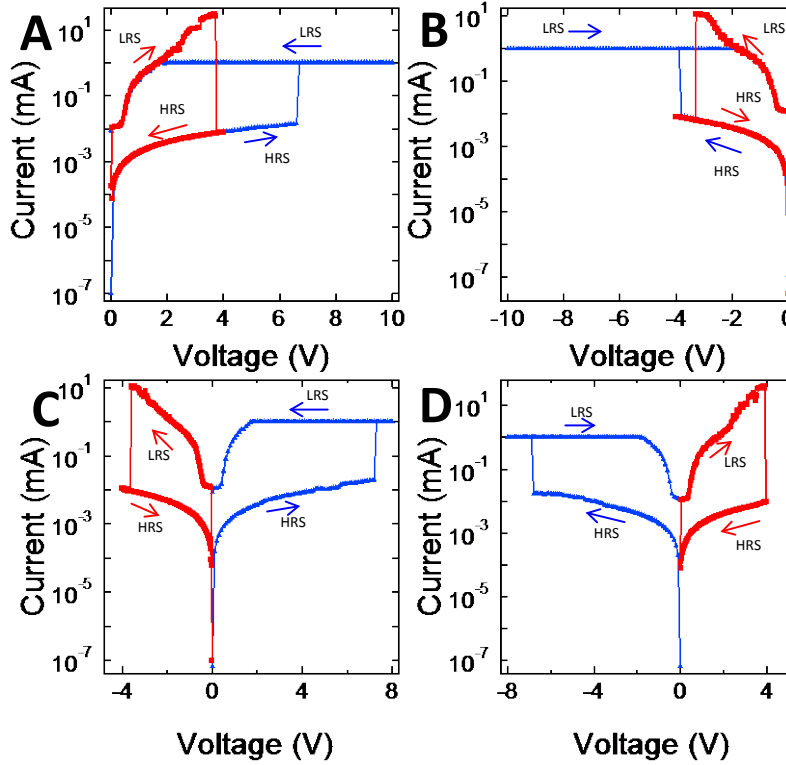 A
Current (mA)
10^1
10^-1
10^-3
10^-5
10^-7
LRS
LRS
HRS
HRS
0
2
4
6
8
10
Voltage (V)
B
Current (mA)
10^1
10^-1
10^-3
10^-5
10^-7
LRS
LRS
HRS
HRS
-10
-8
-6
-4
-2
0
Voltage (V)
C
Current (mA)
10^1
10^-1
10^-3
10^-5
10^-7
LRS
LRS
HRS
HRS
-4
0
4
8
Voltage (V)
D
Current (mA)
10^1
10^-1
10^-3
10^-5
10^-7
LRS
LRS
HRS
HRS
-8
-4
0
4
Voltage (V)